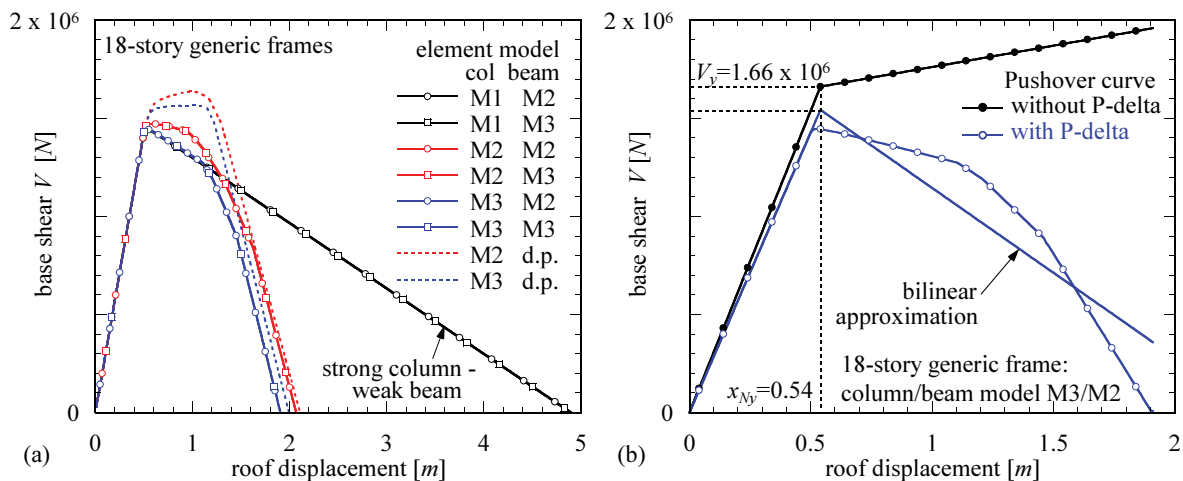 2 x 10⁶
18-story generic frames
element model
col beam
M1 M2
M1 M3
M2 M2
M2 M3
M3 M2
M3 M3
M2 d.p.
M3 d.p.
strong column -
weak beam
base shear V [N]
0
0 1 2 3 4 5
roof displacement [m]
(a)
2 x 10⁶
V_y=1.66 x 10⁶
Pushover curve
without P-delta
with P-delta
bilinear
approximation
18-story generic frame:
column/beam model M3/M2
x_Ny=0.54
base shear V [N]
0
0 0.5 1 1.5 2
roof displacement [m]
(b)